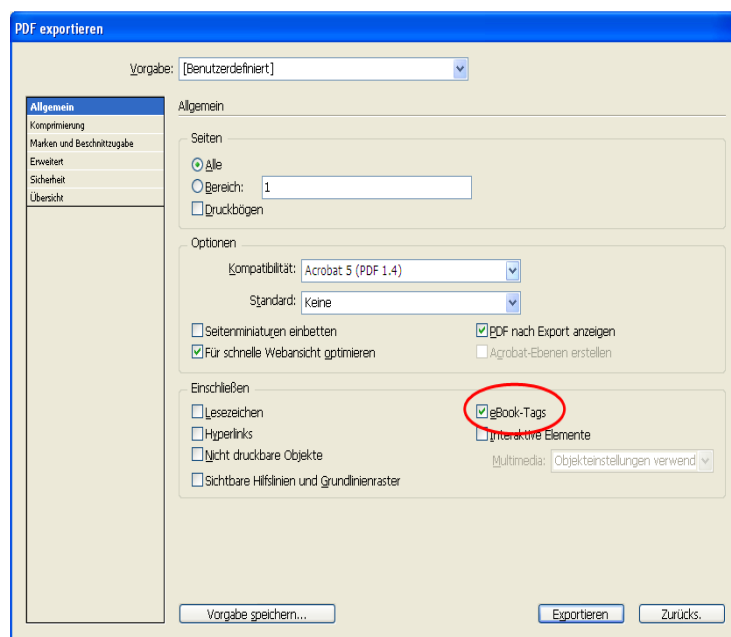 PDF exportieren
Vorgabe: [Benutzerdefiniert]
Allgemein
Komprimierung
Marken und Beschnittzugabe
Erweitert
Sicherheit
Übersicht
Allgemein
Seiten
Alle
Bereich: 1
Druckbögen
Optionen
Kompatibilität: Acrobat 5 (PDF 1.4)
Standard: Keine
Seitenminiaturen einbetten
PDF nach Export anzeigen
Für schnelle Webansicht optimieren
Acrobat-Ebenen erstellen
Einschließen
Lesezeichen
eBook-Tags
Hyperlinks
Interaktive Elemente
Nicht druckbare Objekte
Multimedia: Objekteinstellungen verwend
Sichtbare Hilfslinien und Grundlinienraster
Vorgabe speichern...
Exportieren
Zurücks.